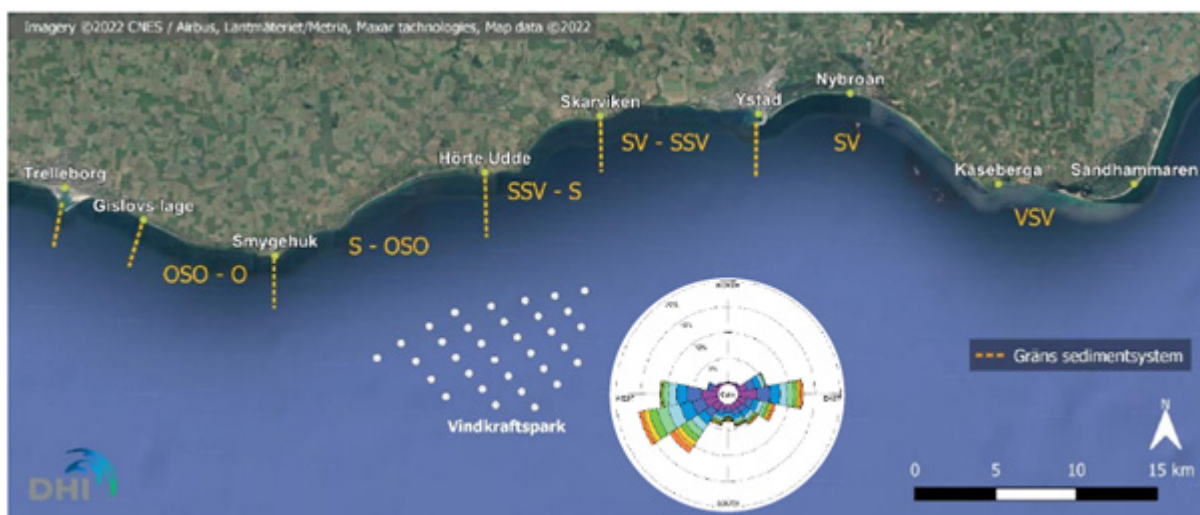 Imagery ©2022 CNES / Airbus, Lantmäteriet/Metria, Maxar technologies, Map data ©2022
Nybroån
Skarviken
Ystad
SV - SSV
SV
Hörte Udde
Trelleborg
Käseberga
Sandhammaren
SSV - S
Gislövs läge
VSV
Smygehuk
S - OSO
OSO - O
Gräns sedimentsystem
Vindkraftspark
N
DHI
0 5 10 15 km